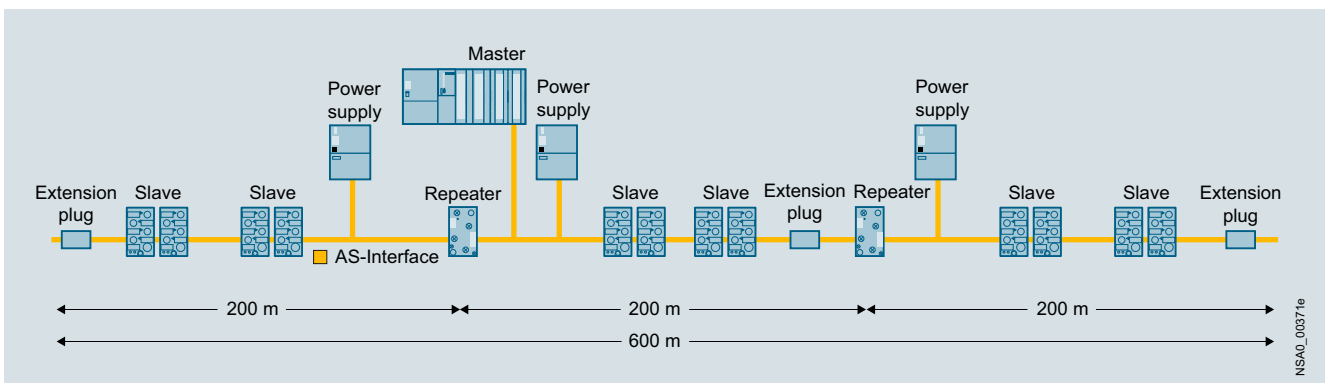 Master
Power
supply
Power
supply
Power
supply
Extension
plug
Slave
Slave
Repeater
Slave
Slave
Extension
plug
Repeater
Slave
Slave
Extension
plug
AS-Interface
200 m
200 m
200 m
600 m
NSA0_00371e